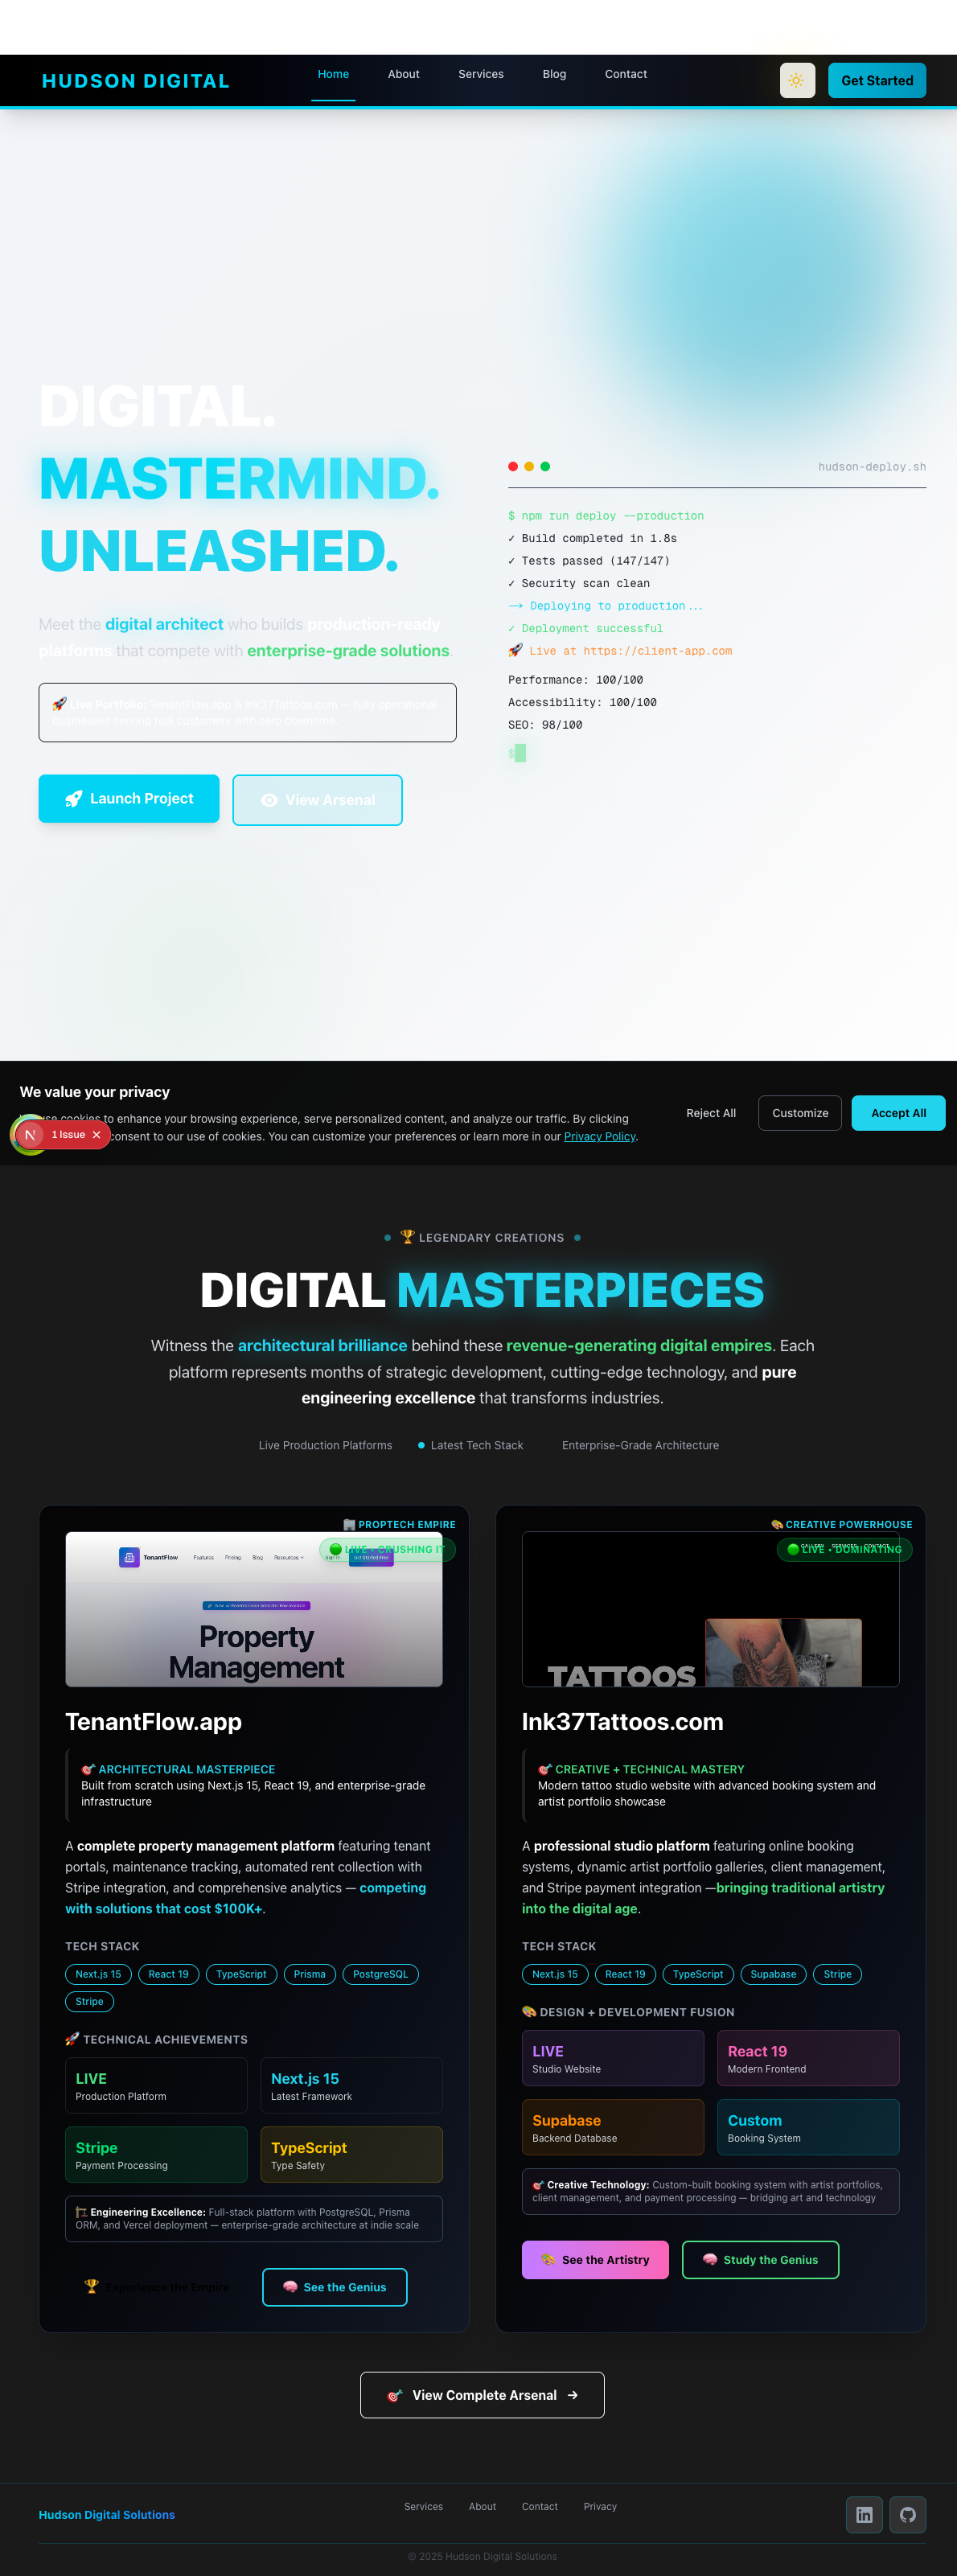 HUDSON DIGITAL
Home
About
Services
Blog
Contact
Get Started
DIGITAL.
MASTERMIND.
UNLEASHED.
Meet the digital architect who builds production-ready
platforms that compete with enterprise-grade solutions.
🚀 Live Portfolio: TenantFlow.app & Ink37Tattoos.com — fully operational
businesses serving real customers with zero downtime.
Launch Project
View Arsenal
hudson-deploy.sh
$ npm run deploy --production
✓ Build completed in 1.8s
✓ Tests passed (147/147)
✓ Security scan clean
⟶ Deploying to production...
✓ Deployment successful
🚀 Live at https://client-app.com
Performance: 100/100
Accessibility: 100/100
SEO: 98/100
$
We value your privacy
use cookies to enhance your browsing experience, serve personalized content, and analyze our traffic. By clicking
consent to our use of cookies. You can customize your preferences or learn more in our Privacy Policy.
N 1 Issue ×
Reject All
Customize
Accept All
🏆 LEGENDARY CREATIONS
DIGITAL MASTERPIECES
Witness the architectural brilliance behind these revenue-generating digital empires. Each
platform represents months of strategic development, cutting-edge technology, and pure
engineering excellence that transforms industries.
Live Production Platforms
Latest Tech Stack
Enterprise-Grade Architecture
🏢 PROPTECH EMPIRE
🟢 LIVE • CRUSHING IT
TenantFlow
Features
Pricing
Blog
Resources
Property
Management
TenantFlow.app
🎯 ARCHITECTURAL MASTERPIECE
Built from scratch using Next.js 15, React 19, and enterprise-grade
infrastructure
A complete property management platform featuring tenant
portals, maintenance tracking, automated rent collection with
Stripe integration, and comprehensive analytics — competing
with solutions that cost $100K+.
TECH STACK
Next.js 15
React 19
TypeScript
Prisma
PostgreSQL
Stripe
🚀 TECHNICAL ACHIEVEMENTS
LIVE
Production Platform
Next.js 15
Latest Framework
Stripe
Payment Processing
TypeScript
Type Safety
🏗️ Engineering Excellence: Full-stack platform with PostgreSQL, Prisma
ORM, and Vercel deployment — enterprise-grade architecture at indie scale
🏆 Experience the Empire
🧠 See the Genius
🎨 CREATIVE POWERHOUSE
🟢 LIVE • DOMINATING
TATTOOS
Ink37Tattoos.com
🎯 CREATIVE + TECHNICAL MASTERY
Modern tattoo studio website with advanced booking system and
artist portfolio showcase
A professional studio platform featuring online booking
systems, dynamic artist portfolio galleries, client management,
and Stripe payment integration —bringing traditional artistry
into the digital age.
TECH STACK
Next.js 15
React 19
TypeScript
Supabase
Stripe
🎨 DESIGN + DEVELOPMENT FUSION
LIVE
Studio Website
React 19
Modern Frontend
Supabase
Backend Database
Custom
Booking System
🎯 Creative Technology: Custom-built booking system with artist portfolios,
client management, and payment processing — bridging art and technology
🎨 See the Artistry
🧠 Study the Genius
🎯 View Complete Arsenal →
Hudson Digital Solutions
Services
About
Contact
Privacy
© 2025 Hudson Digital Solutions